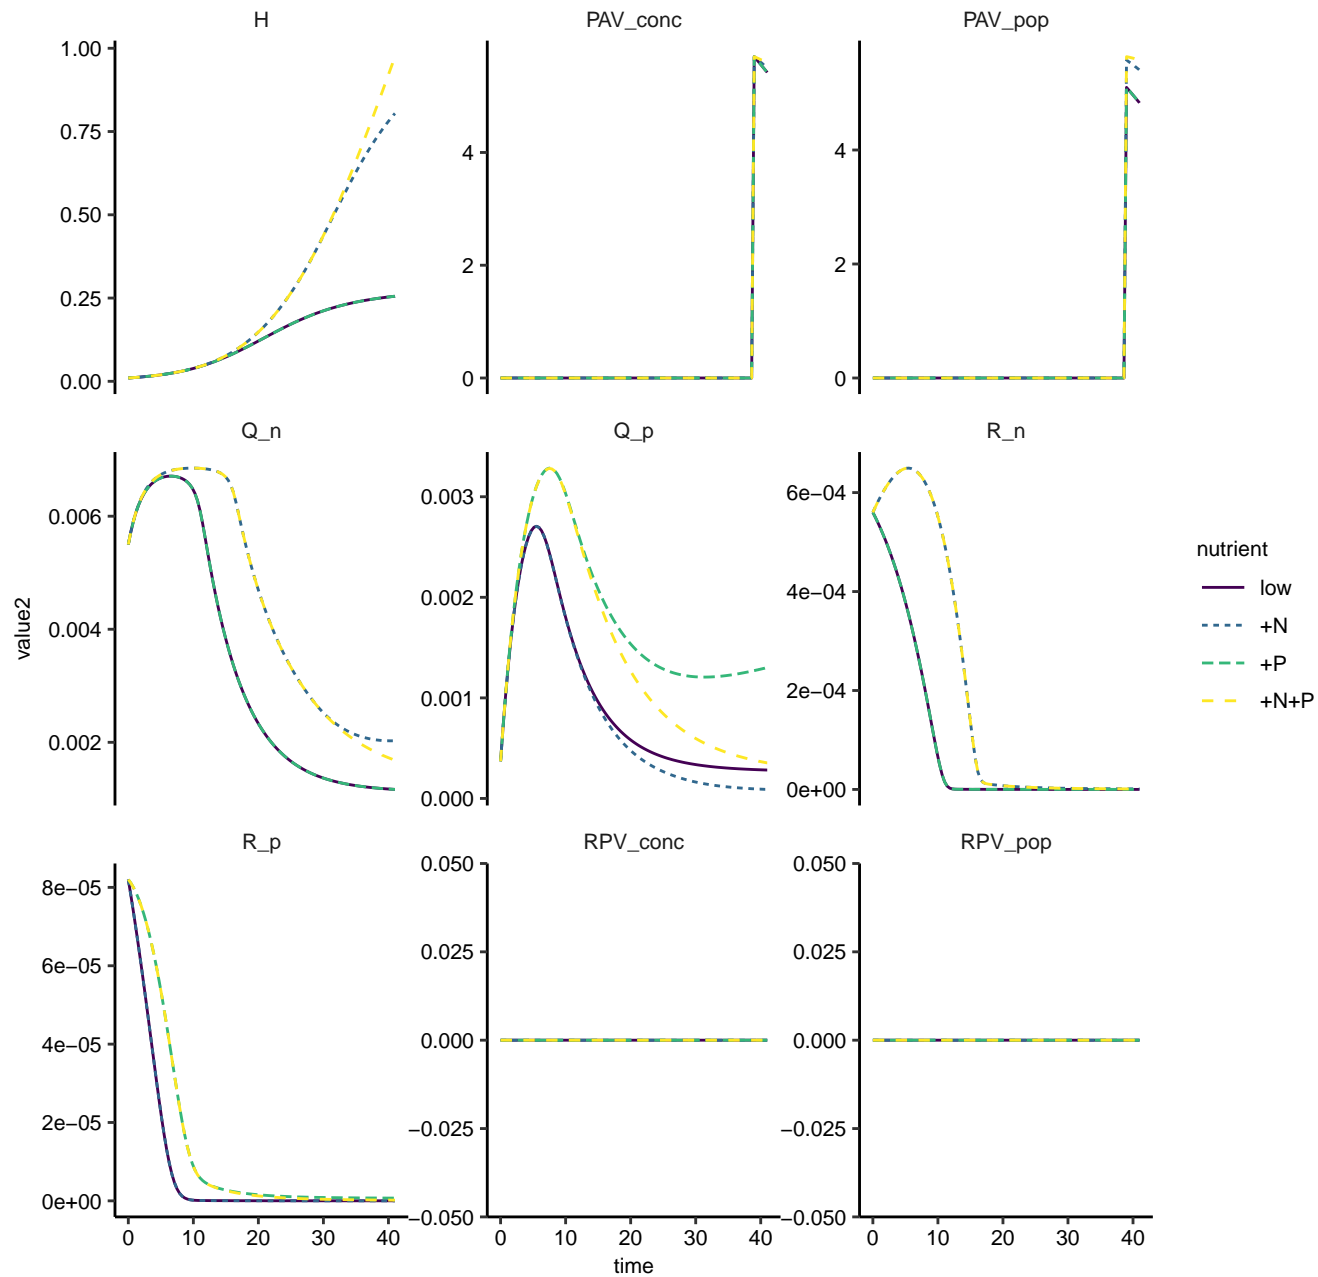 H
PAV_conc
PAV_pop
1.00
0.75
0.50
0.25
0.00
4
2
0
4
2
0
Q_n
Q_p
R_n
0.006
0.004
0.002
0.003
0.002
0.001
0.000
6e−04
4e−04
2e−04
0e+00
R_p
RPV_conc
RPV_pop
8e−05
6e−05
4e−05
2e−05
0e+00
0.050
0.025
0.000
−0.025
−0.050
0.050
0.025
0.000
−0.025
−0.050
0 10 20 30 40
0 10 20 30 40
0 10 20 30 40
time
value2
nutrient
low
+N
+P
+N+P